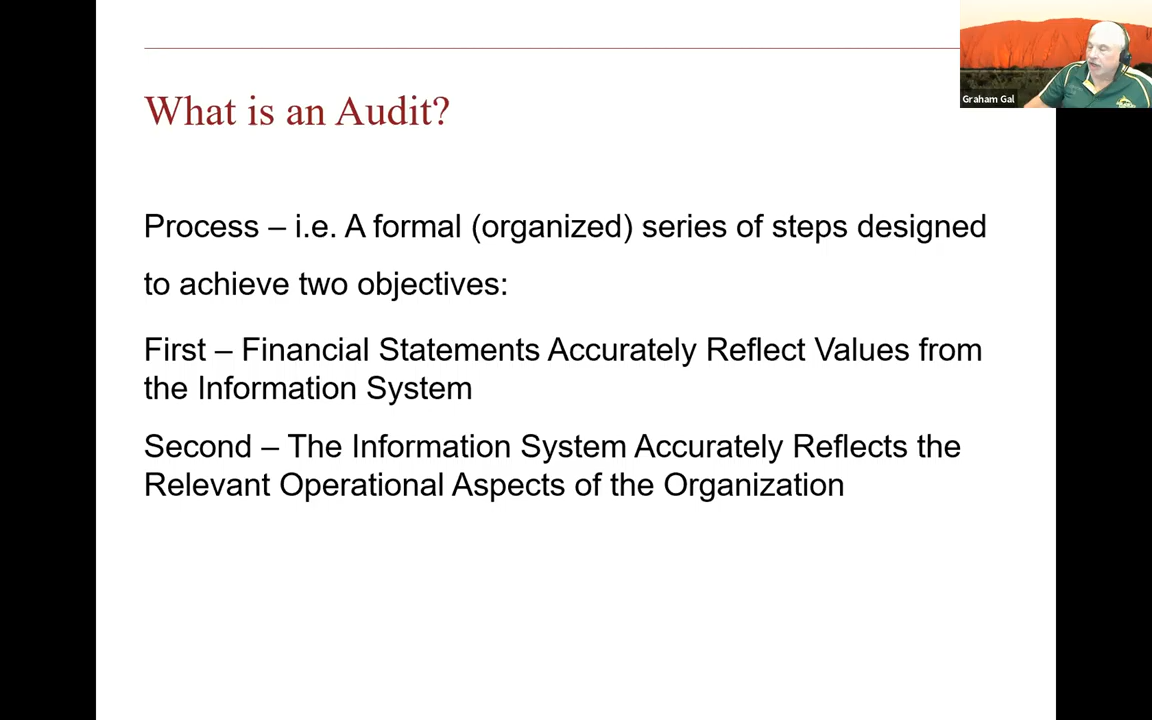 Graham Gal
What is an Audit?
Process – i.e. A formal (organized) series of steps designed
to achieve two objectives:
First – Financial Statements Accurately Reflect Values from
the Information System
Second – The Information System Accurately Reflects the
Relevant Operational Aspects of the Organization